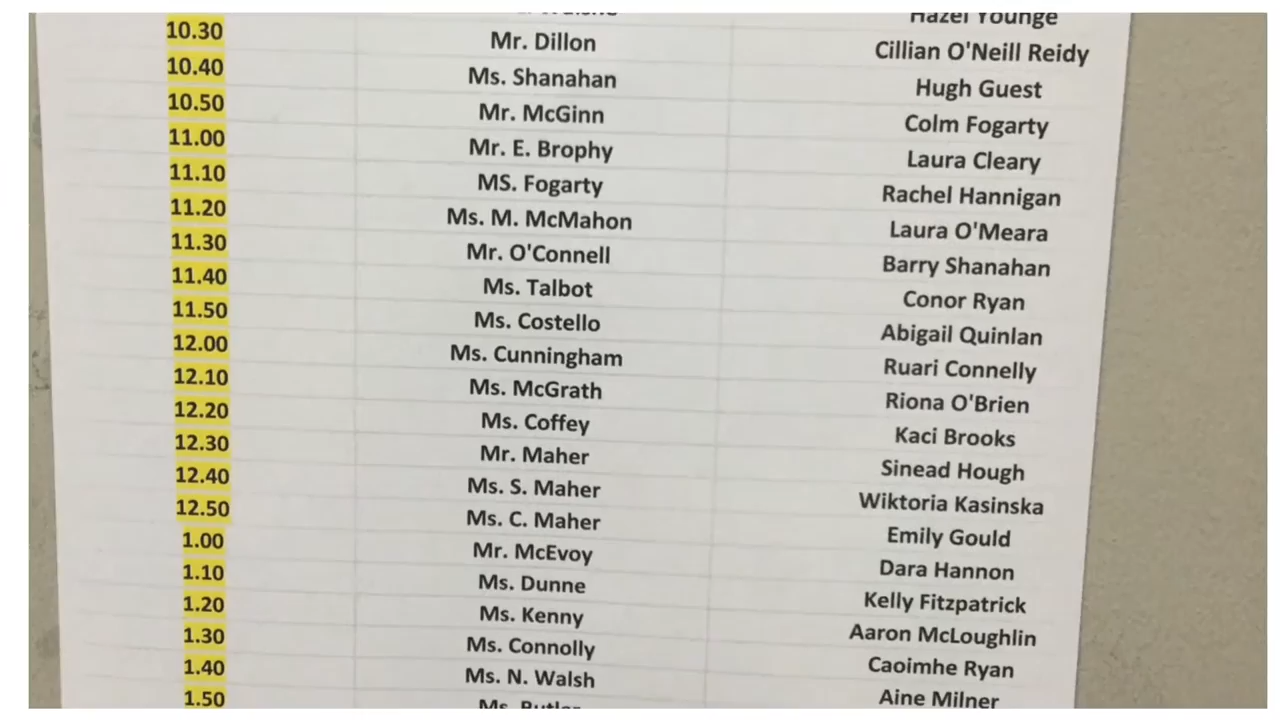 Hazel Younge
10.30 Mr. Dillon Cillian O'Neill Reidy
10.40 Ms. Shanahan Hugh Guest
10.50 Mr. McGinn Colm Fogarty
11.00 Mr. E. Brophy Laura Cleary
11.10 MS. Fogarty Rachel Hannigan
11.20 Ms. M. McMahon Laura O'Meara
11.30 Mr. O'Connell Barry Shanahan
11.40 Ms. Talbot Conor Ryan
11.50 Ms. Costello Abigail Quinlan
12.00 Ms. Cunningham Ruari Connelly
12.10 Ms. McGrath Riona O'Brien
12.20 Ms. Coffey Kaci Brooks
12.30 Mr. Maher Sinead Hough
12.40 Ms. S. Maher Wiktoria Kasinska
12.50 Ms. C. Maher Emily Gould
1.00 Mr. McEvoy Dara Hannon
1.10 Ms. Dunne Kelly Fitzpatrick
1.20 Ms. Kenny Aaron McLoughlin
1.30 Ms. Connolly Caoimhe Ryan
1.40 Ms. N. Walsh Aine Milner
1.50 Ms.